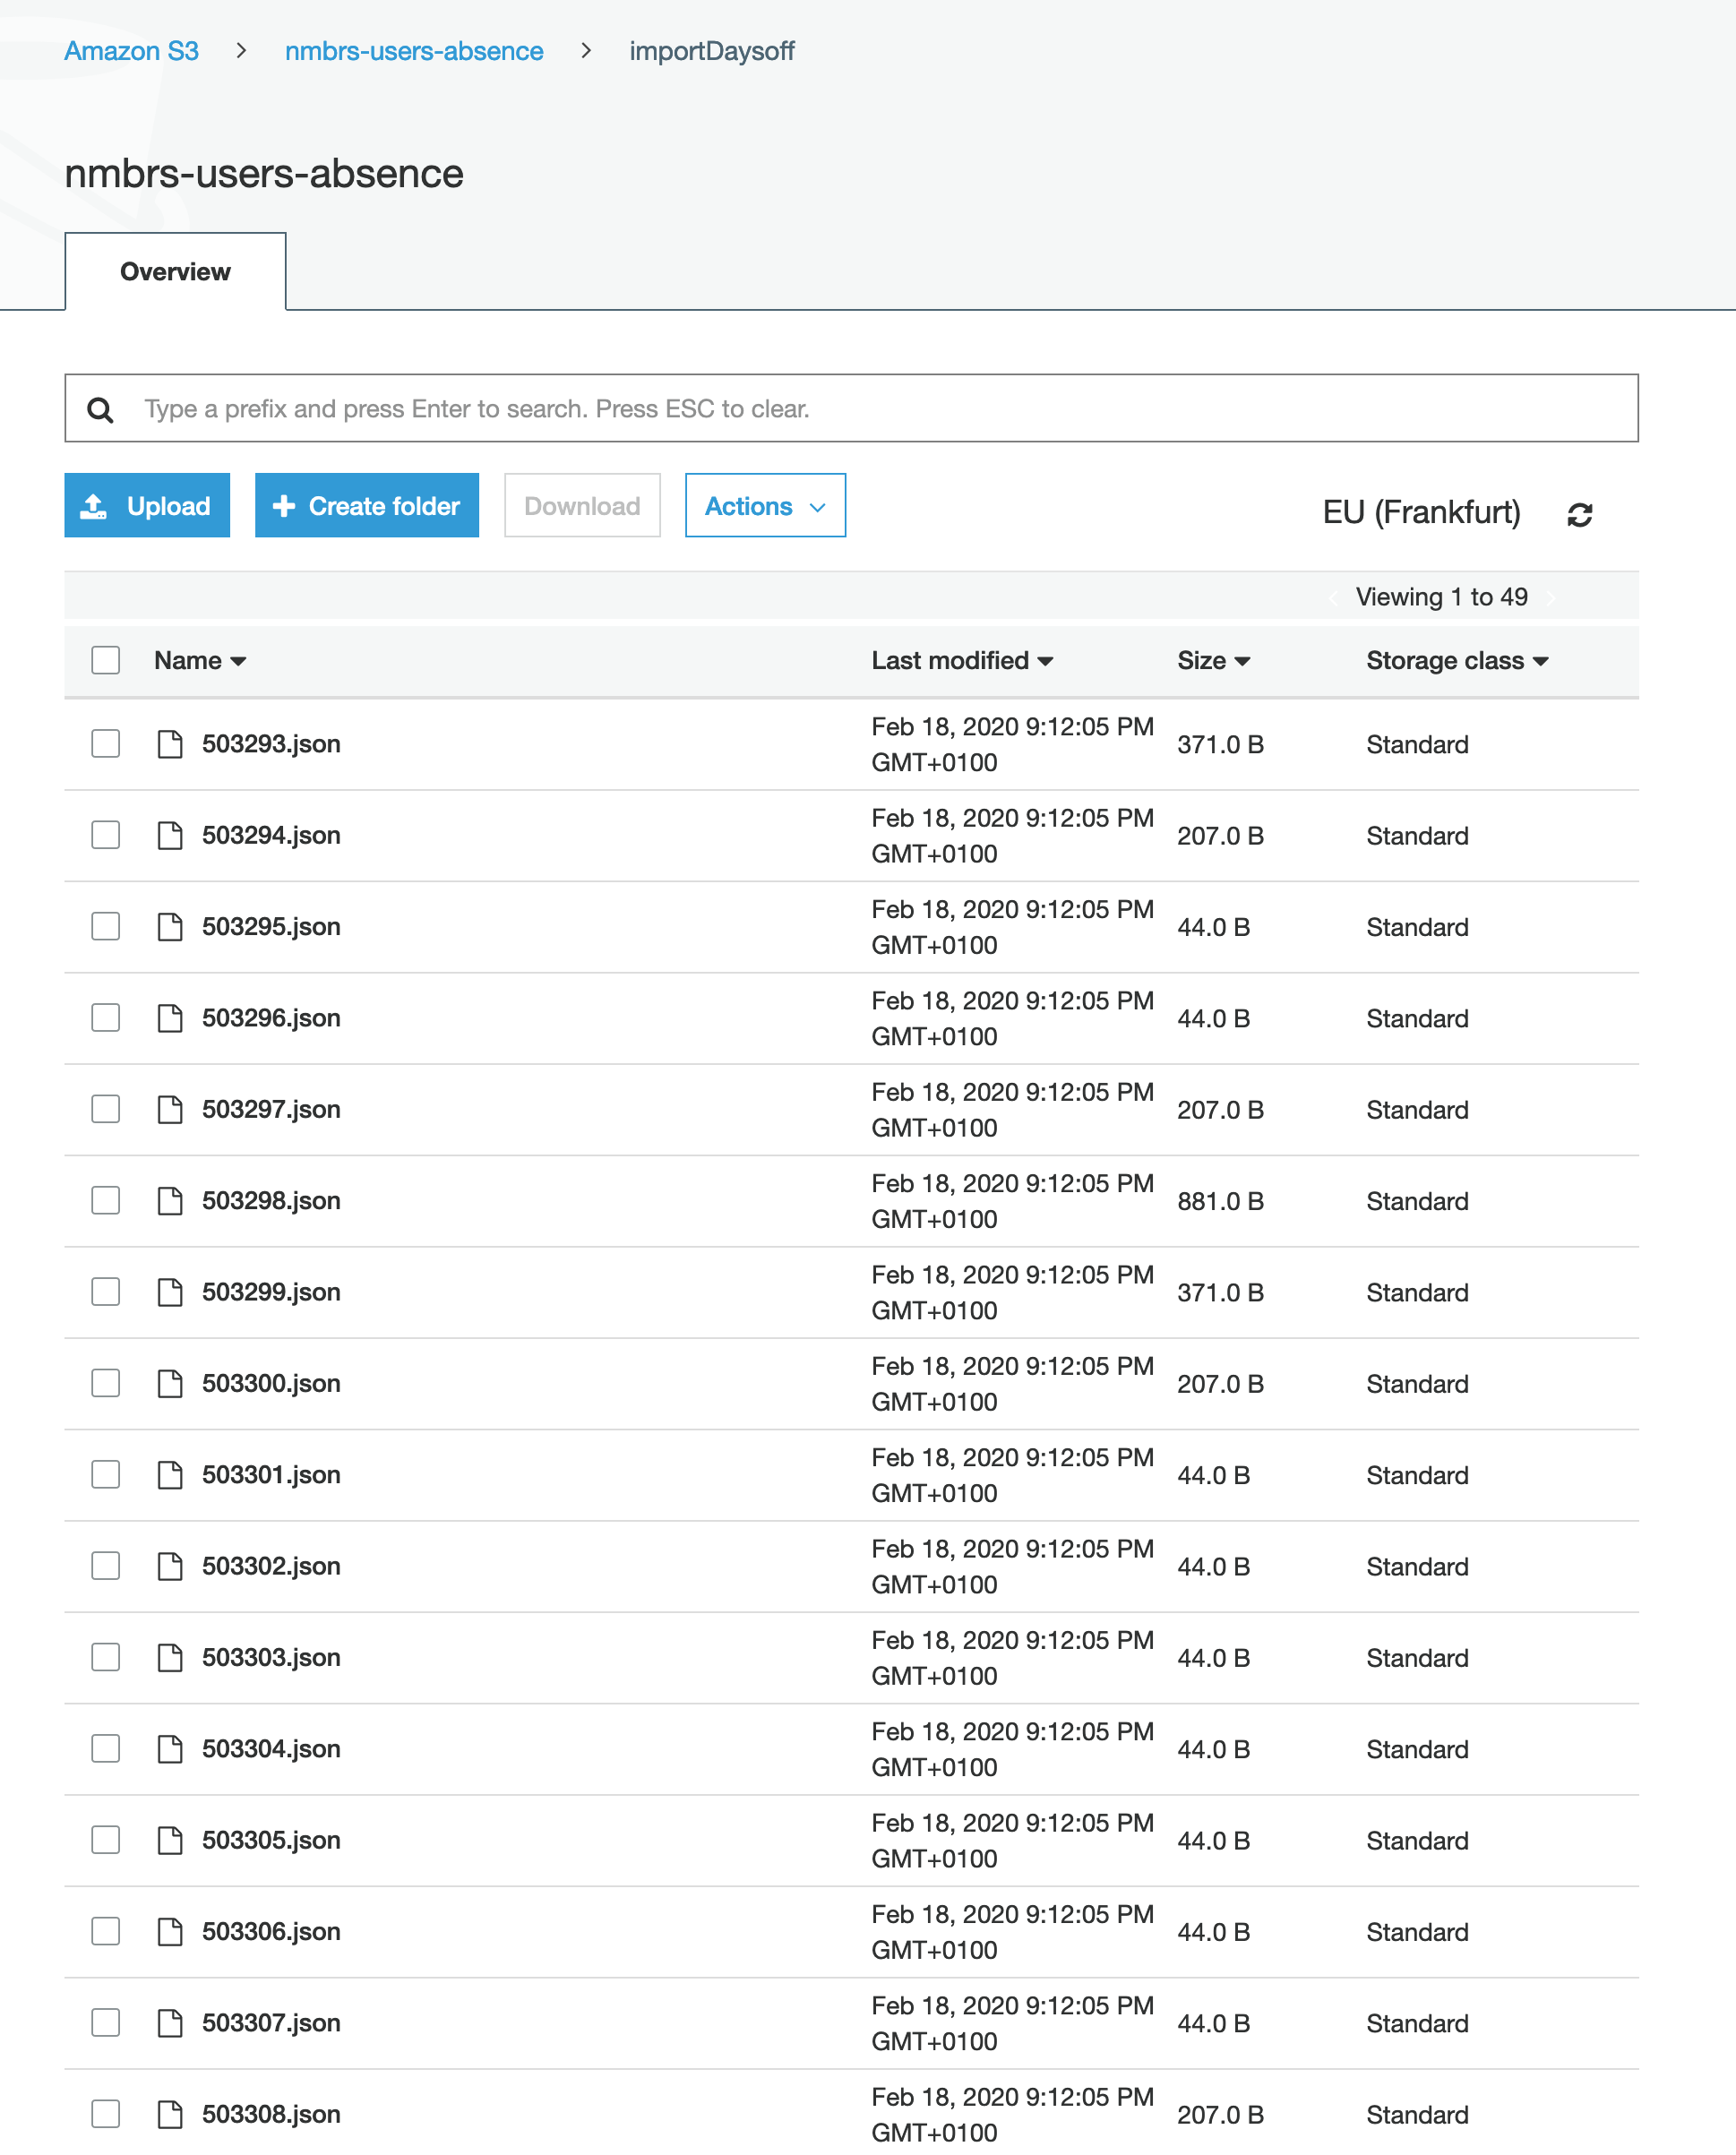 Amazon S3 > nmbrs-users-absence > importDaysoff
nmbrs-users-absence
Overview
Type a prefix and press Enter to search. Press ESC to clear.
Upload + Create folder Download Actions EU (Frankfurt)
Viewing 1 to 49
Name Last modified Size Storage class
503293.json Feb 18, 2020 9:12:05 PM GMT+0100 371.0 B Standard
503294.json Feb 18, 2020 9:12:05 PM GMT+0100 207.0 B Standard
503295.json Feb 18, 2020 9:12:05 PM GMT+0100 44.0 B Standard
503296.json Feb 18, 2020 9:12:05 PM GMT+0100 44.0 B Standard
503297.json Feb 18, 2020 9:12:05 PM GMT+0100 207.0 B Standard
503298.json Feb 18, 2020 9:12:05 PM GMT+0100 881.0 B Standard
503299.json Feb 18, 2020 9:12:05 PM GMT+0100 371.0 B Standard
503300.json Feb 18, 2020 9:12:05 PM GMT+0100 207.0 B Standard
503301.json Feb 18, 2020 9:12:05 PM GMT+0100 44.0 B Standard
503302.json Feb 18, 2020 9:12:05 PM GMT+0100 44.0 B Standard
503303.json Feb 18, 2020 9:12:05 PM GMT+0100 44.0 B Standard
503304.json Feb 18, 2020 9:12:05 PM GMT+0100 44.0 B Standard
503305.json Feb 18, 2020 9:12:05 PM GMT+0100 44.0 B Standard
503306.json Feb 18, 2020 9:12:05 PM GMT+0100 44.0 B Standard
503307.json Feb 18, 2020 9:12:05 PM GMT+0100 44.0 B Standard
503308.json Feb 18, 2020 9:12:05 PM GMT+0100 207.0 B Standard